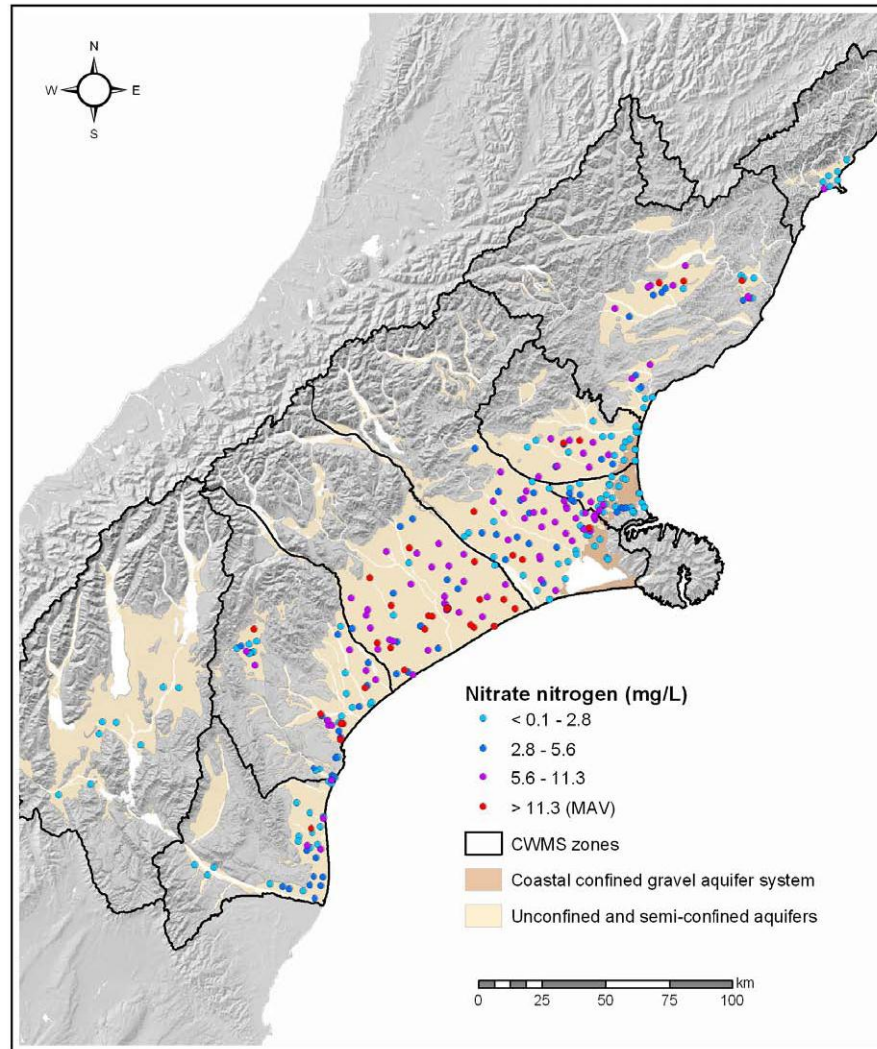 N
W E
S
Nitrate nitrogen (mg/L)
< 0.1 - 2.8
2.8 - 5.6
5.6 - 11.3
> 11.3 (MAV)
CWMS zones
Coastal confined gravel aquifer system
Unconfined and semi-confined aquifers
km
0 25 50 75 100